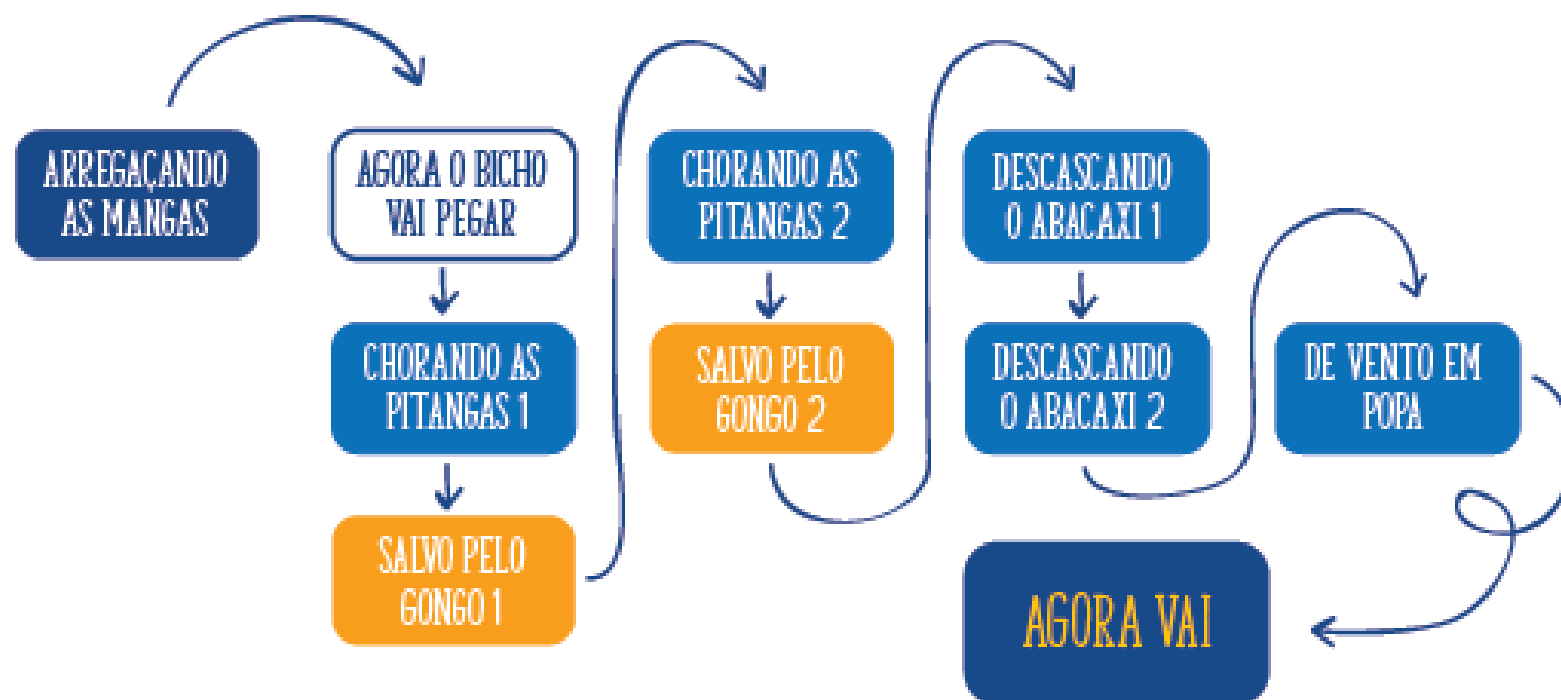 ARREGAÇANDO
AS MANGAS
AGORA O BICHO
VAI PEGAR
CHORANDO AS
PITANGAS 1
SALVO PELO
GONGO 1
CHORANDO AS
PITANGAS 2
SALVO PELO
GONGO 2
DESCASCANDO
O ABACAXI 1
DESCASCANDO
O ABACAXI 2
DE VENTO EM
POPA
AGORA VAI